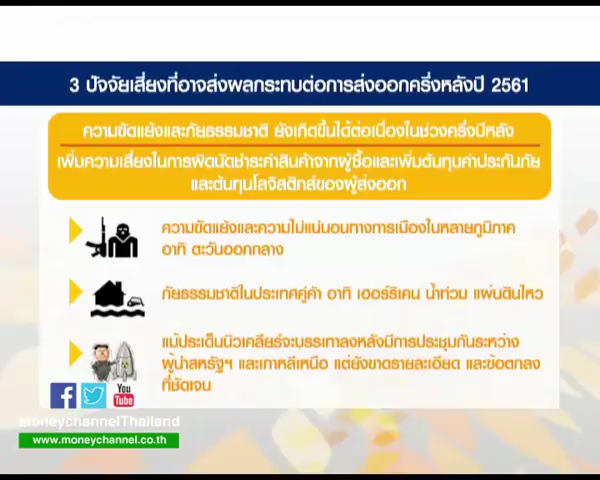 3 ปัจจัยเสี่ยงที่อาจส่งผลกระทบต่อการส่งออกครึ่งหลังปี 2561
ความขัดแย้งและภัยธรรมชาติ ยังเกิดขึ้นได้ต่อเนื่องในช่วงครึ่งปีหลัง
เพิ่มความเสี่ยงในการผิดนัดชำระค่าสินค้าจากผู้ซื้อและเพิ่มต้นทุนค่าประกันภัย
และต้นทุนโลจิสติกส์ของผู้ส่งออก
ความขัดแย้งและความไม่แน่นอนทางการเมืองในหลายภูมิภาค
อาทิ ตะวันออกกลาง
ภัยธรรมชาติในประเทศคู่ค้า อาทิ เฮอร์ริเคน น้ำท่วม แผ่นดินไหว
แม้ประเด็นนิวเคลียร์จะบรรเทาลงหลังมีการประชุมกันระหว่าง
ผู้นำสหรัฐฯ และเกาหลีเหนือ แต่ยังขาดรายละเอียด และข้อตกลง
ที่ชัดเจน
f
You
Tube
MoneychannelThailand
www.moneychannel.co.th